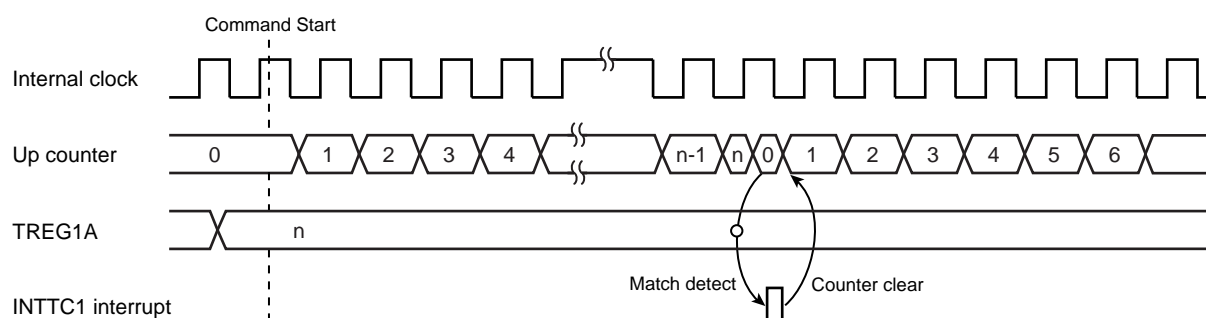 Command Start
Internal clock
Up counter 0 1 2 3 4 n-1 n 0 1 2 3 4 5 6
TREG1A n
Match detect Counter clear
INTTC1 interrupt